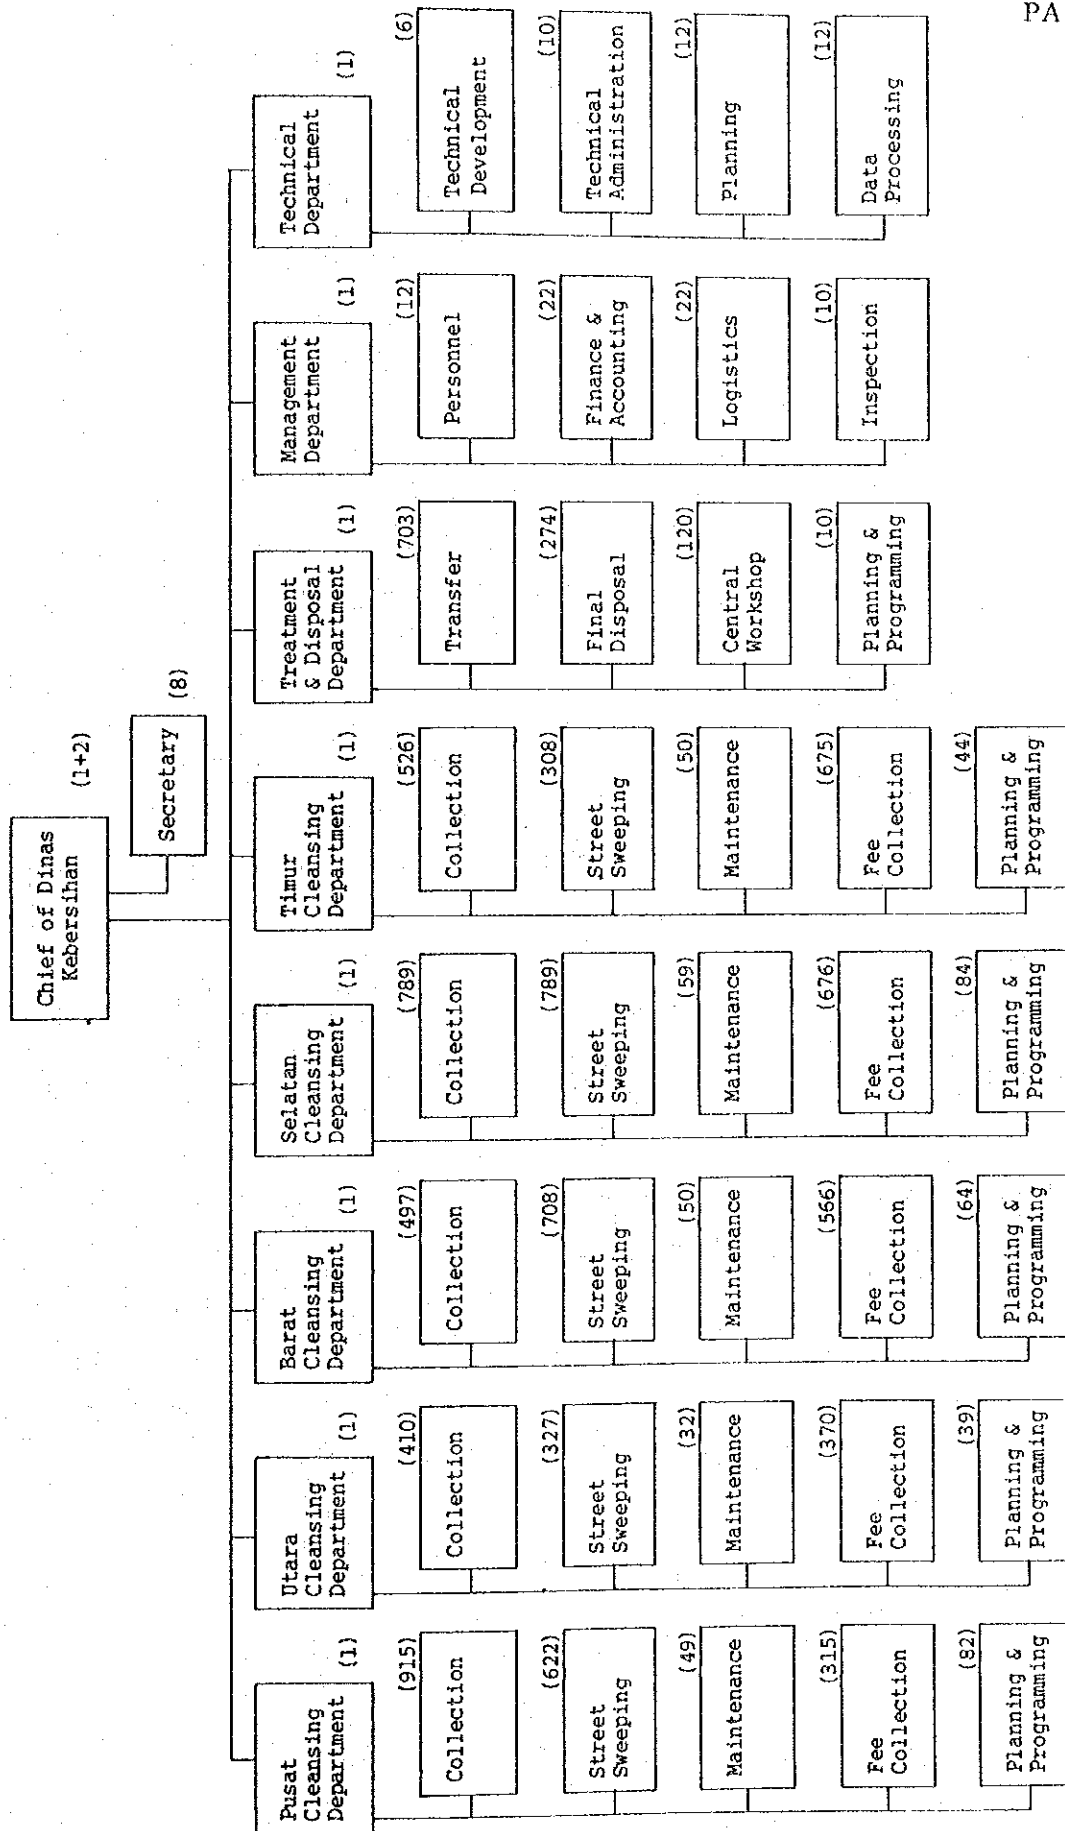 PA
Chief of Dinas
Kebersihan
(1+2)
Secretary
(8)
Pusat
Cleansing
Department
(1)
(915)
Collection
(622)
Street
Sweeping
(49)
Maintenance
(315)
Fee
Collection
(82)
Planning &
Programming
Utara
Cleansing
Department
(1)
(410)
Collection
(327)
Street
Sweeping
(32)
Maintenance
(370)
Fee
Collection
(39)
Planning &
Programming
Barat
Cleansing
Department
(1)
(497)
Collection
(708)
Street
Sweeping
(50)
Maintenance
(566)
Fee
Collection
(64)
Planning &
Programming
Selatan
Cleansing
Department
(1)
(789)
Collection
(789)
Street
Sweeping
(59)
Maintenance
(676)
Fee
Collection
(84)
Planning &
Programming
Timur
Cleansing
Department
(1)
(526)
Collection
(308)
Street
Sweeping
(50)
Maintenance
(675)
Fee
Collection
(44)
Planning &
Programming
Treatment
& Disposal
Department
(1)
(703)
Transfer
(274)
Final
Disposal
(120)
Central
Workshop
(10)
Planning &
Programming
Management
Department
(1)
(12)
Personnel
(22)
Finance &
Accounting
(22)
Logistics
(10)
Inspection
Technical
Department
(1)
(6)
Technical
Development
(10)
Technical
Administration
(12)
Planning
(12)
Data
Processing